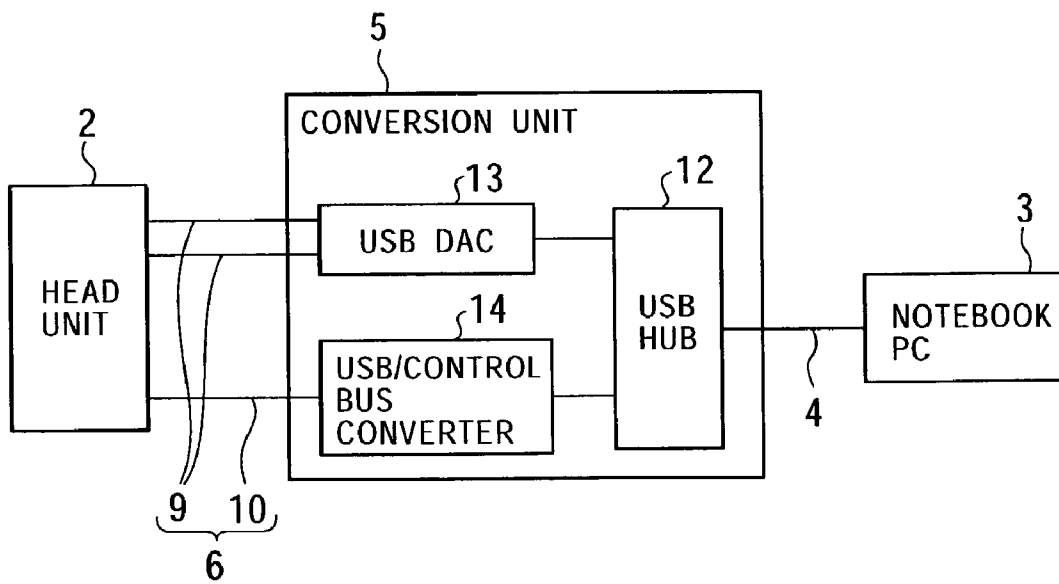 5
2
CONVERSION UNIT
13
12
USB DAC
3
HEAD
UNIT
14
USB
HUB
NOTEBOOK
PC
USB/CONTROL
BUS
CONVERTER
4
9
10
6